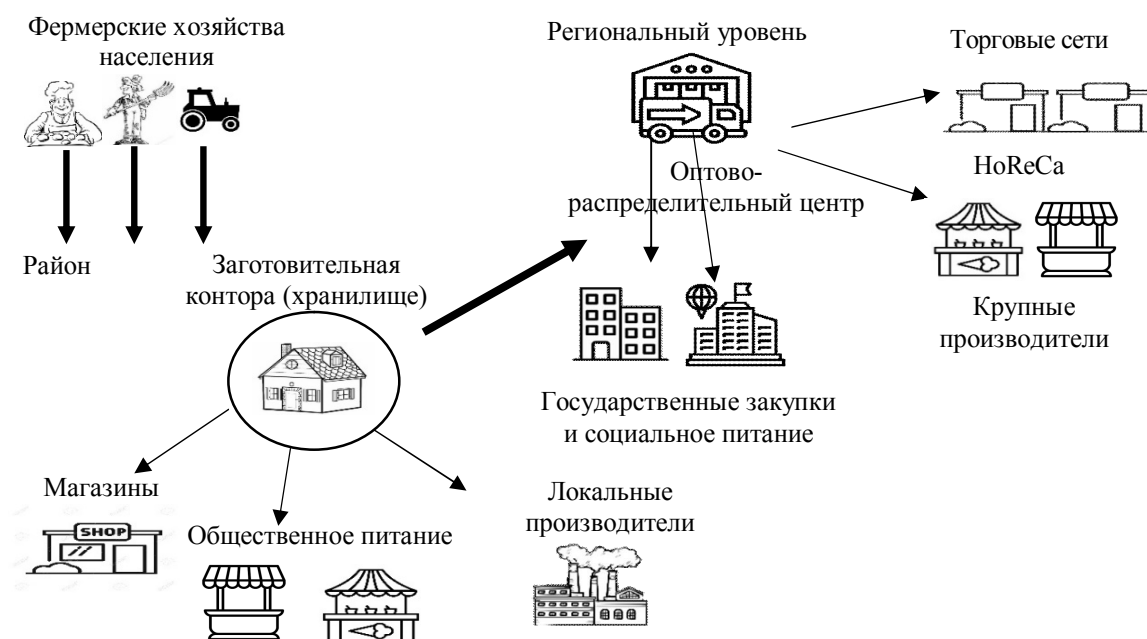 Фермерские хозяйства
населения
Региональный уровень
Торговые сети
Оптово-
распределительный центр
HoReCa
Район
Заготовительная
контора (хранилище)
Крупные
производители
Государственные закупки
и социальное питание
Магазины
SHOP
Общественное питание
Локальные
производители